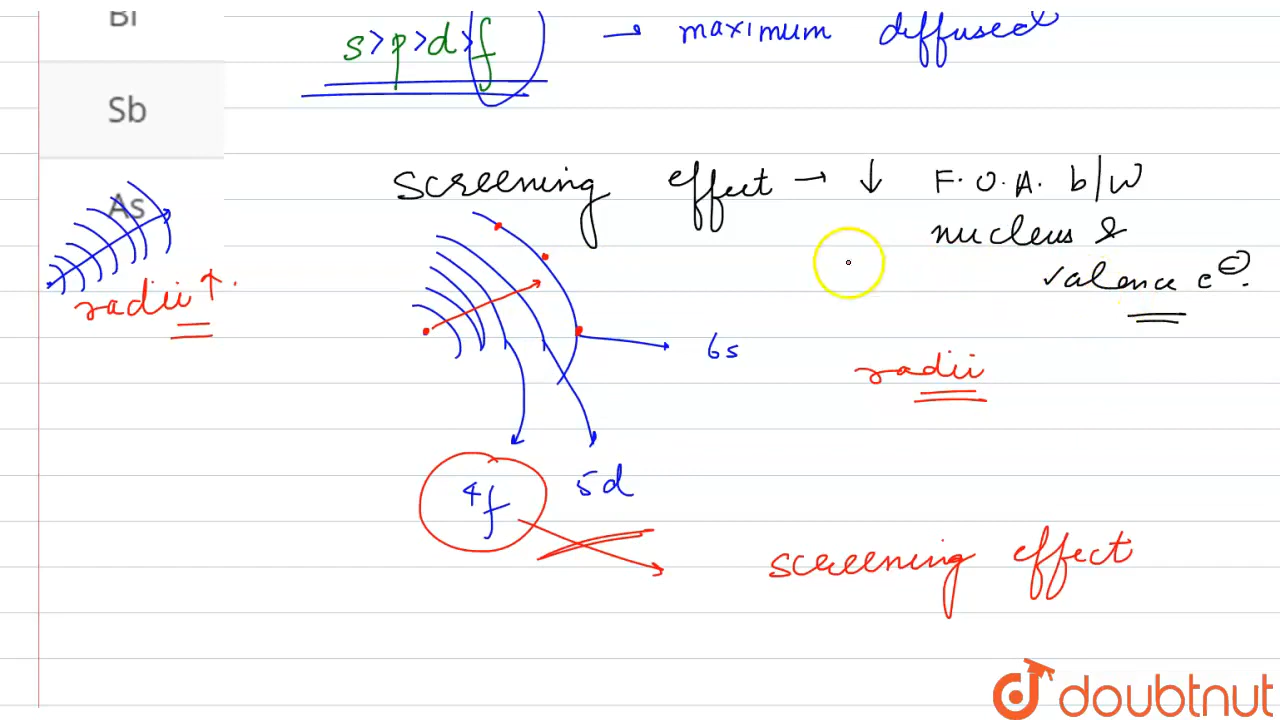 Bi
s>p>d>f → maximum diffused
Sb
screening effect → ↓ F.O.A. b/w
nucleus &
valence e⊖.
As
radii ↑.
6s
radii
4f
5d
screening effect
doubtnut